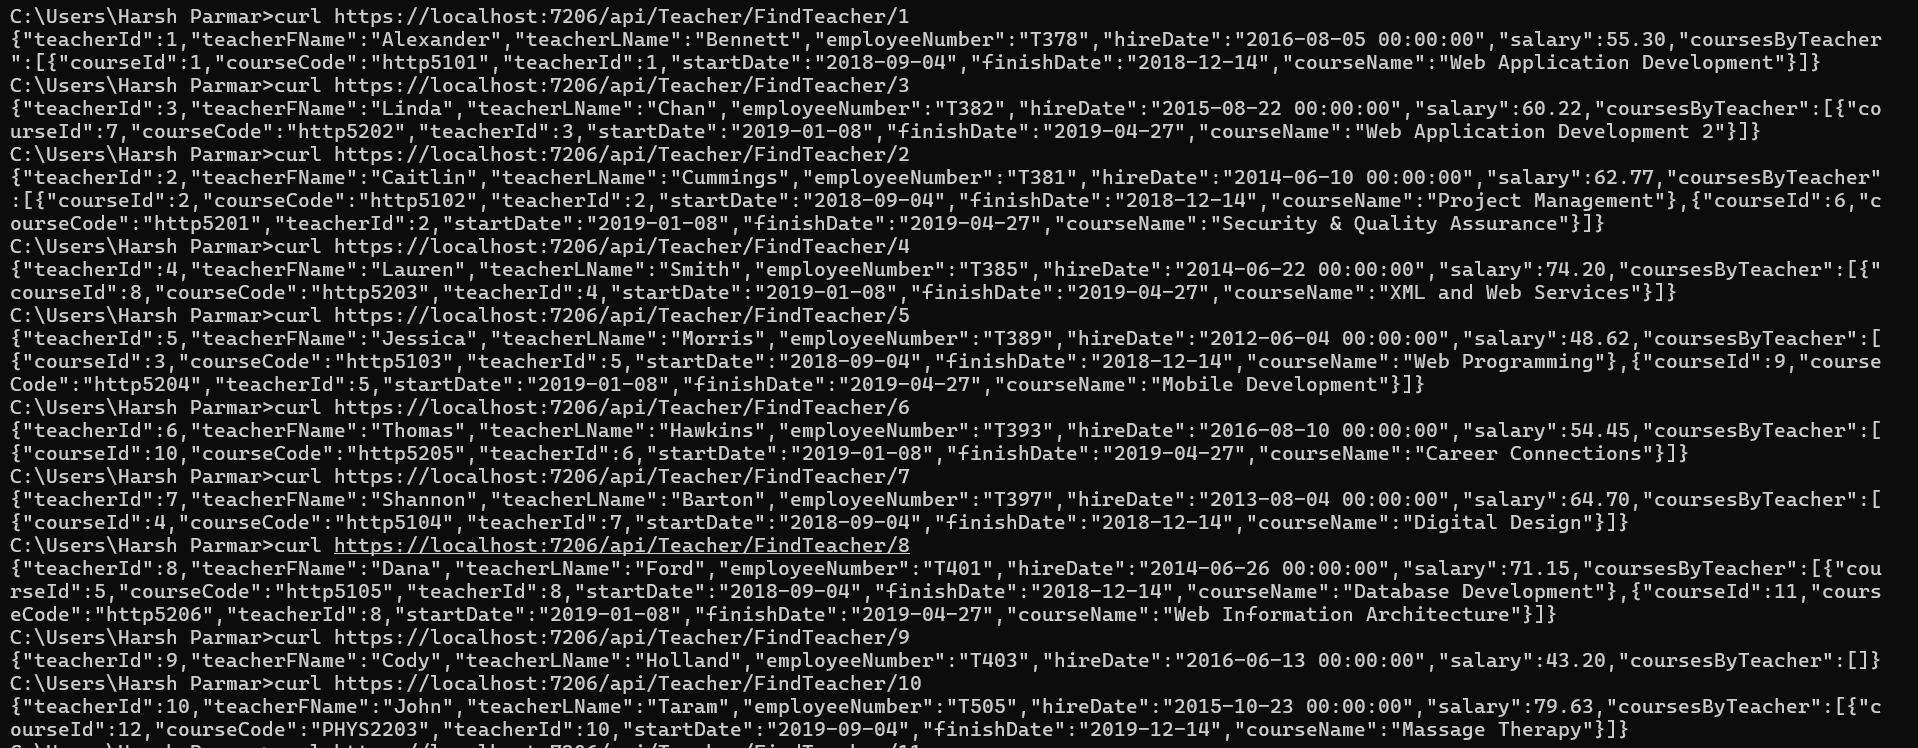 C:\Users\Harsh Parmar>curl https://localhost:7206/api/Teacher/FindTeacher/1
{"teacherId":1,"teacherFName":"Alexander","teacherLName":"Bennett","employeeNumber":"T378","hireDate":"2016-08-05 00:00:00","salary":55.30,"coursesByTeacher
":[{"courseId":1,"courseCode":"http5101","teacherId":1,"startDate":"2018-09-04","finishDate":"2018-12-14","courseName":"Web Application Development"}]}
C:\Users\Harsh Parmar>curl https://localhost:7206/api/Teacher/FindTeacher/3
{"teacherId":3,"teacherFName":"Linda","teacherLName":"Chan","employeeNumber":"T382","hireDate":"2015-08-22 00:00:00","salary":60.22,"coursesByTeacher":[{"co
urseId":7,"courseCode":"http5202","teacherId":3,"startDate":"2019-01-08","finishDate":"2019-04-27","courseName":"Web Application Development 2"}]}
C:\Users\Harsh Parmar>curl https://localhost:7206/api/Teacher/FindTeacher/2
{"teacherId":2,"teacherFName":"Caitlin","teacherLName":"Cummings","employeeNumber":"T381","hireDate":"2014-06-10 00:00:00","salary":62.77,"coursesByTeacher"
:[{"courseId":2,"courseCode":"http5102","teacherId":2,"startDate":"2018-09-04","finishDate":"2018-12-14","courseName":"Project Management"},{"courseId":6,"c
ourseCode":"http5201","teacherId":2,"startDate":"2019-01-08","finishDate":"2019-04-27","courseName":"Security & Quality Assurance"}]}
C:\Users\Harsh Parmar>curl https://localhost:7206/api/Teacher/FindTeacher/4
{"teacherId":4,"teacherFName":"Lauren","teacherLName":"Smith","employeeNumber":"T385","hireDate":"2014-06-22 00:00:00","salary":74.20,"coursesByTeacher":[{"
courseId":8,"courseCode":"http5203","teacherId":4,"startDate":"2019-01-08","finishDate":"2019-04-27","courseName":"XML and Web Services"}]}
C:\Users\Harsh Parmar>curl https://localhost:7206/api/Teacher/FindTeacher/5
{"teacherId":5,"teacherFName":"Jessica","teacherLName":"Morris","employeeNumber":"T389","hireDate":"2012-06-04 00:00:00","salary":48.62,"coursesByTeacher":[
{"courseId":3,"courseCode":"http5103","teacherId":5,"startDate":"2018-09-04","finishDate":"2018-12-14","courseName":"Web Programming"},{"courseId":9,"course
Code":"http5204","teacherId":5,"startDate":"2019-01-08","finishDate":"2019-04-27","courseName":"Mobile Development"}]}
C:\Users\Harsh Parmar>curl https://localhost:7206/api/Teacher/FindTeacher/6
{"teacherId":6,"teacherFName":"Thomas","teacherLName":"Hawkins","employeeNumber":"T393","hireDate":"2016-08-10 00:00:00","salary":54.45,"coursesByTeacher":[
{"courseId":10,"courseCode":"http5205","teacherId":6,"startDate":"2019-01-08","finishDate":"2019-04-27","courseName":"Career Connections"}]}
C:\Users\Harsh Parmar>curl https://localhost:7206/api/Teacher/FindTeacher/7
{"teacherId":7,"teacherFName":"Shannon","teacherLName":"Barton","employeeNumber":"T397","hireDate":"2013-08-04 00:00:00","salary":64.70,"coursesByTeacher":[
{"courseId":4,"courseCode":"http5104","teacherId":7,"startDate":"2018-09-04","finishDate":"2018-12-14","courseName":"Digital Design"}]}
C:\Users\Harsh Parmar>curl https://localhost:7206/api/Teacher/FindTeacher/8
{"teacherId":8,"teacherFName":"Dana","teacherLName":"Ford","employeeNumber":"T401","hireDate":"2014-06-26 00:00:00","salary":71.15,"coursesByTeacher":[{"cou
rseId":5,"courseCode":"http5105","teacherId":8,"startDate":"2018-09-04","finishDate":"2018-12-14","courseName":"Database Development"},{"courseId":11,"cours
eCode":"http5206","teacherId":8,"startDate":"2019-01-08","finishDate":"2019-04-27","courseName":"Web Information Architecture"}]}
C:\Users\Harsh Parmar>curl https://localhost:7206/api/Teacher/FindTeacher/9
{"teacherId":9,"teacherFName":"Cody","teacherLName":"Holland","employeeNumber":"T403","hireDate":"2016-06-13 00:00:00","salary":43.20,"coursesByTeacher":[]}
C:\Users\Harsh Parmar>curl https://localhost:7206/api/Teacher/FindTeacher/10
{"teacherId":10,"teacherFName":"John","teacherLName":"Taram","employeeNumber":"T505","hireDate":"2015-10-23 00:00:00","salary":79.63,"coursesByTeacher":[{"c
ourseId":12,"courseCode":"PHYS2203","teacherId":10,"startDate":"2019-09-04","finishDate":"2019-12-14","courseName":"Massage Therapy"}]}